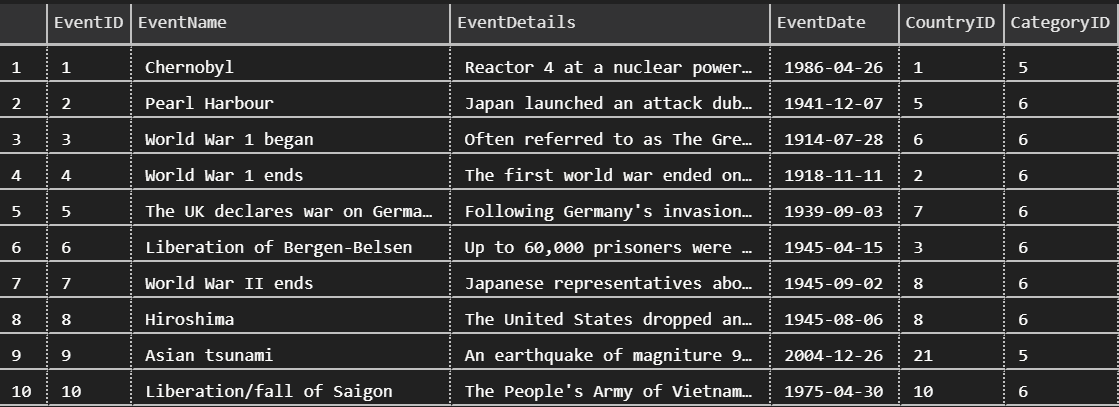 EventID EventName EventDetails EventDate CountryID CategoryID
1 1 Chernobyl Reactor 4 at a nuclear power… 1986-04-26 1 5
2 2 Pearl Harbour Japan launched an attack dub… 1941-12-07 5 6
3 3 World War 1 began Often referred to as The Gre… 1914-07-28 6 6
4 4 World War 1 ends The first world war ended on… 1918-11-11 2 6
5 5 The UK declares war on Germa… Following Germany's invasion… 1939-09-03 7 6
6 6 Liberation of Bergen-Belsen Up to 60,000 prisoners were … 1945-04-15 3 6
7 7 World War II ends Japanese representatives abo… 1945-09-02 8 6
8 8 Hiroshima The United States dropped an… 1945-08-06 8 6
9 9 Asian tsunami An earthquake of magniture 9… 2004-12-26 21 5
10 10 Liberation/fall of Saigon The People's Army of Vietnam… 1975-04-30 10 6